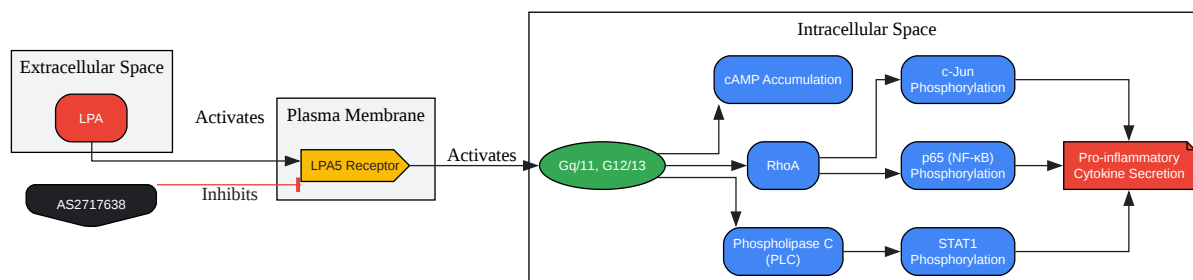 Extracellular Space
LPA
AS2717638
Activates
Inhibits
Plasma Membrane
LPA5 Receptor
Activates
Intracellular Space
Gq/11, G12/13
cAMP Accumulation
RhoA
Phospholipase C
(PLC)
c-Jun
Phosphorylation
p65 (NF-κB)
Phosphorylation
STAT1
Phosphorylation
Pro-inflammatory
Cytokine Secretion